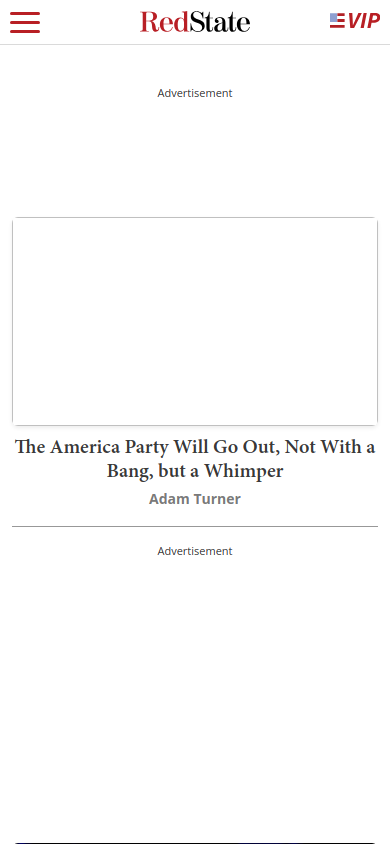 RedState
VIP
Advertisement
The America Party Will Go Out, Not With a
Bang, but a Whimper
Adam Turner
Advertisement